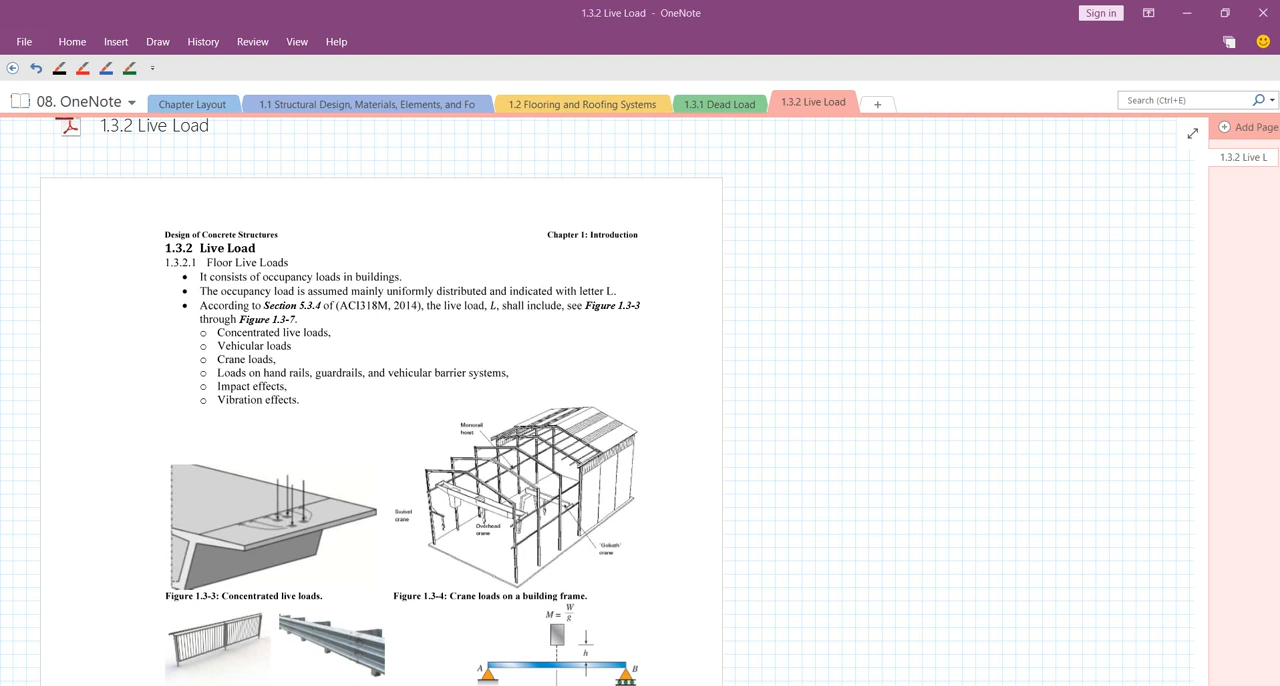 1.3.2 Live Load - OneNote
Sign in
File Home Insert Draw History Review View Help
08. OneNote
Chapter Layout
1.1 Structural Design, Materials, Elements, and Fo
1.2 Flooring and Roofing Systems
1.3.1 Dead Load
1.3.2 Live Load
+
Search (Ctrl+E)
1.3.2 Live Load
Add Page
1.3.2 Live L
Design of Concrete Structures Chapter 1: Introduction
1.3.2 Live Load
1.3.2.1 Floor Live Loads
• It consists of occupancy loads in buildings.
• The occupancy load is assumed mainly uniformly distributed and indicated with letter L.
• According to Section 5.3.4 of (ACI318M, 2014), the live load, L, shall include, see Figure 1.3-3
through Figure 1.3-7.
o Concentrated live loads,
o Vehicular loads
o Crane loads,
o Loads on hand rails, guardrails, and vehicular barrier systems,
o Impact effects,
o Vibration effects.
Monorail
hoist
Swivel
crane
Overhead
crane
'Goliath'
crane
Figure 1.3-3: Concentrated live loads.
Figure 1.3-4: Crane loads on a building frame.
M = W
g
h
A
B